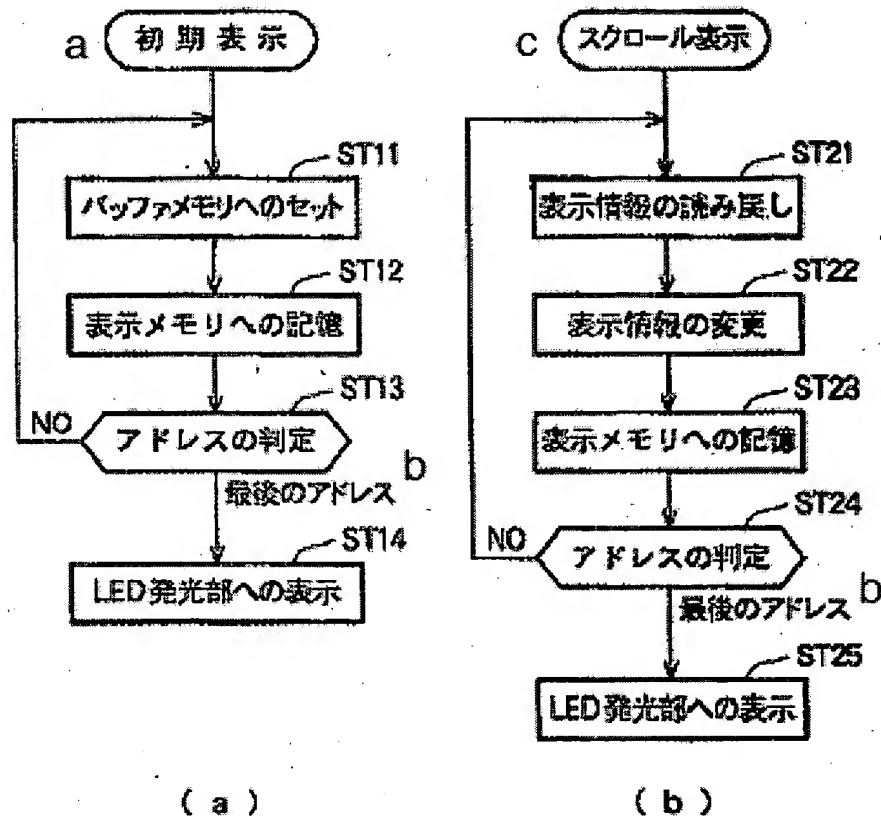 a 初期表示
ST11
バッファメモリへのセット
ST12
表示メモリへの記憶
ST13
NO
アドレスの判定
b
最後のアドレス
ST14
LED発光部への表示
(a)
c スクロール表示
ST21
表示情報の読み戻し
ST22
表示情報の変更
ST23
表示メモリへの記憶
ST24
NO
アドレスの判定
最後のアドレス b
ST25
LED発光部への表示
(b)